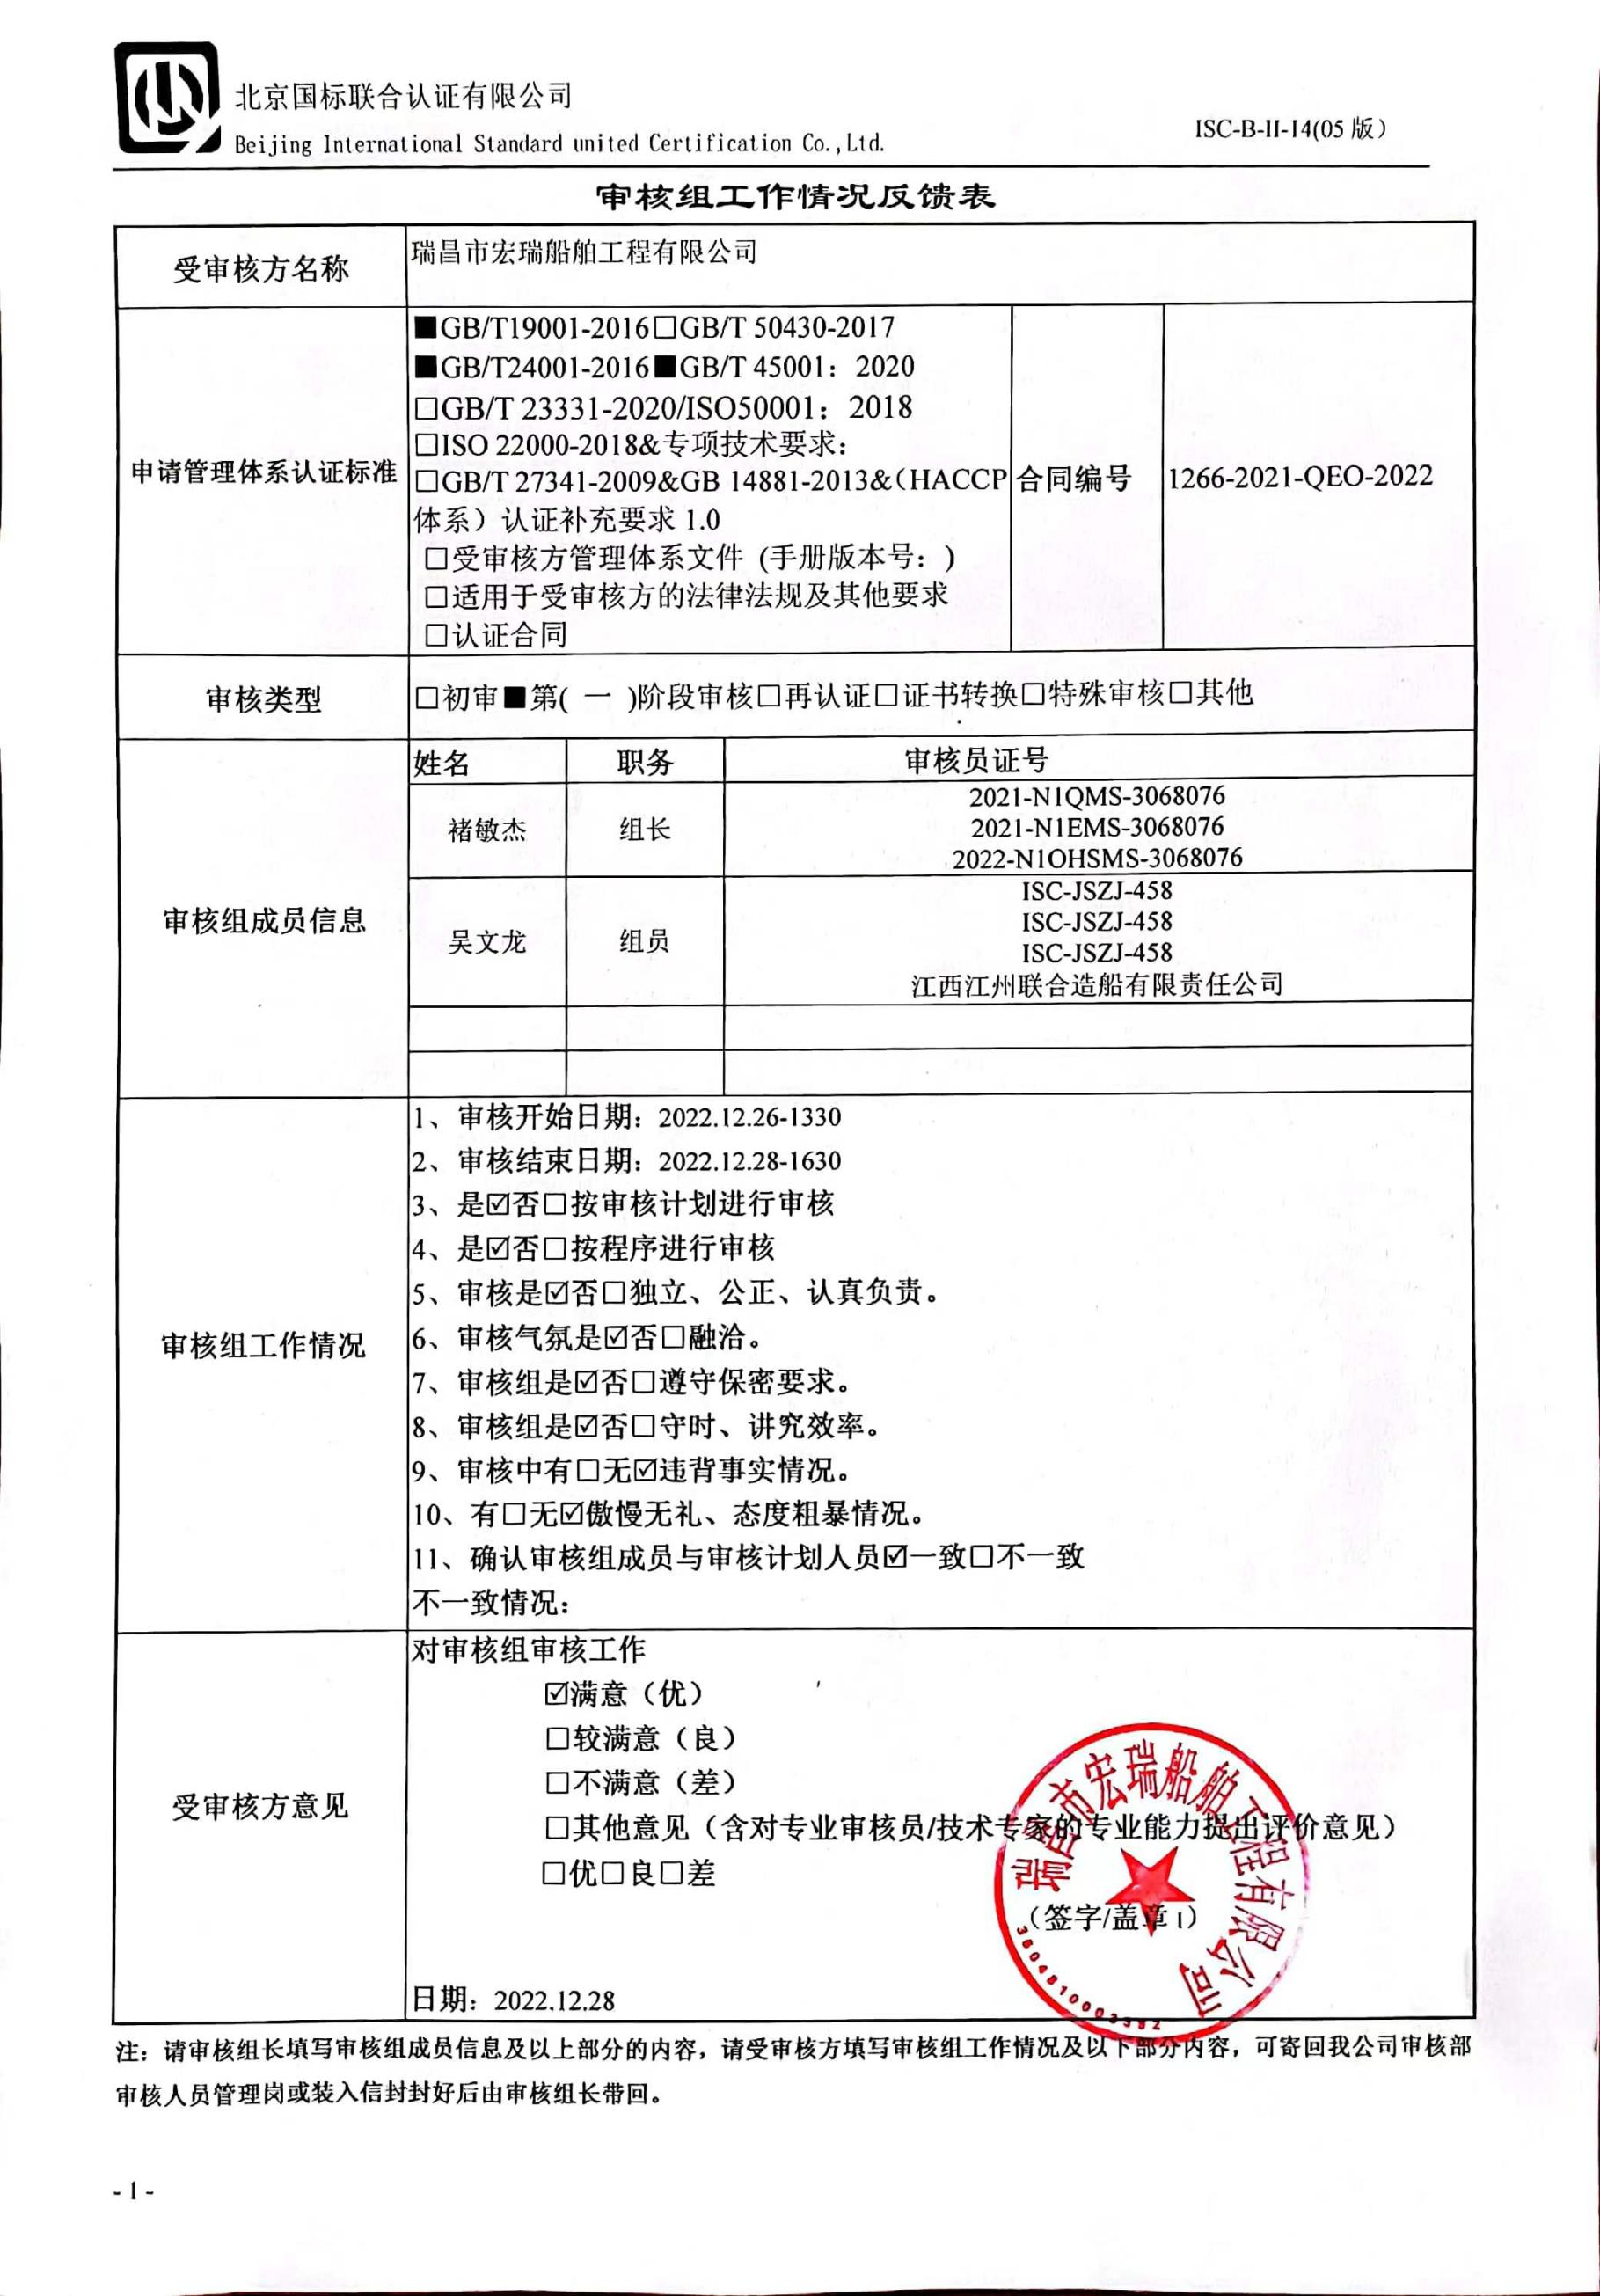 北京国标联合认证有限公司
Beijing International Standard united Certification Co.,Ltd.
ISC-B-II-14(05 版)
审核组工作情况反馈表
受审核方名称
瑞昌市宏瑞船舶工程有限公司
申请管理体系认证标准
■GB/T19001-2016□GB/T 50430-2017
■GB/T24001-2016■GB/T 45001：2020
□GB/T 23331-2020/ISO50001：2018
□ISO 22000-2018&专项技术要求:
□GB/T 27341-2009&GB 14881-2013&（HACCP
体系）认证补充要求 1.0
□受审核方管理体系文件 (手册版本号：)
□适用于受审核方的法律法规及其他要求
□认证合同
合同编号
1266-2021-QEO-2022
审核类型
□初审■第( 一 )阶段审核□再认证□证书转换□特殊审核□其他
审核组成员信息
姓名 职务 审核员证号
褚敏杰 组长
2021-N1QMS-3068076
2021-N1EMS-3068076
2022-N1OHSMS-3068076
吴文龙 组员
ISC-JSZJ-458
ISC-JSZJ-458
ISC-JSZJ-458
江西江州联合造船有限责任公司
审核组工作情况
1、审核开始日期：2022.12.26-1330
2、审核结束日期：2022.12.28-1630
3、是☑否□按审核计划进行审核
4、是☑否□按程序进行审核
5、审核是☑否□独立、公正、认真负责。
6、审核气氛是☑否□融洽。
7、审核组是☑否□遵守保密要求。
8、审核组是☑否□守时、讲究效率。
9、审核中有□无☑违背事实情况。
10、有□无☑傲慢无礼、态度粗暴情况。
11、确认审核组成员与审核计划人员☑一致□不一致
不一致情况：
受审核方意见
对审核组审核工作
☑满意（优）
□较满意（良）
□不满意（差）
□其他意见（含对专业审核员/技术专家的专业能力提出评价意见）
□优□良□差
（签字/盖章）
日期：2022.12.28
瑞昌市宏瑞船舶工程有限公司
3604810003382
注：请审核组长填写审核组成员信息及以上部分的内容，请受审核方填写审核组工作情况及以下部分内容，可寄回我公司审核部
审核人员管理岗或装入信封封好后由审核组长带回。
- 1 -